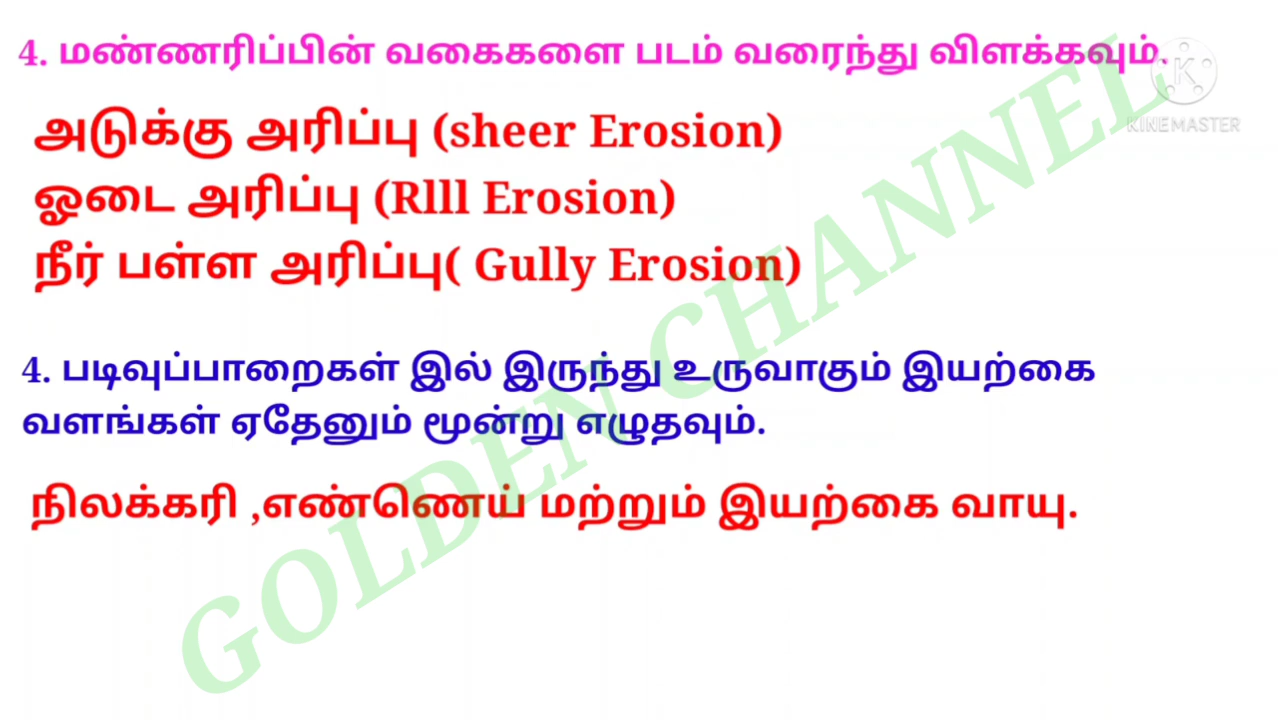 4. மண்ணரிப்பின் வகைகளை படம் வரைந்து விளக்கவும்.
KINEMASTER
அடுக்கு அரிப்பு (sheer Erosion)
ஓடை அரிப்பு (Rlll Erosion)
நீர் பள்ள அரிப்பு( Gully Erosion)
4. படிவுப்பாறைகள் இல் இருந்து உருவாகும் இயற்கை
வளங்கள் ஏதேனும் மூன்று எழுதவும்.
நிலக்கரி ,எண்ணெய் மற்றும் இயற்கை வாயு.
GOLDEN CHANNEL